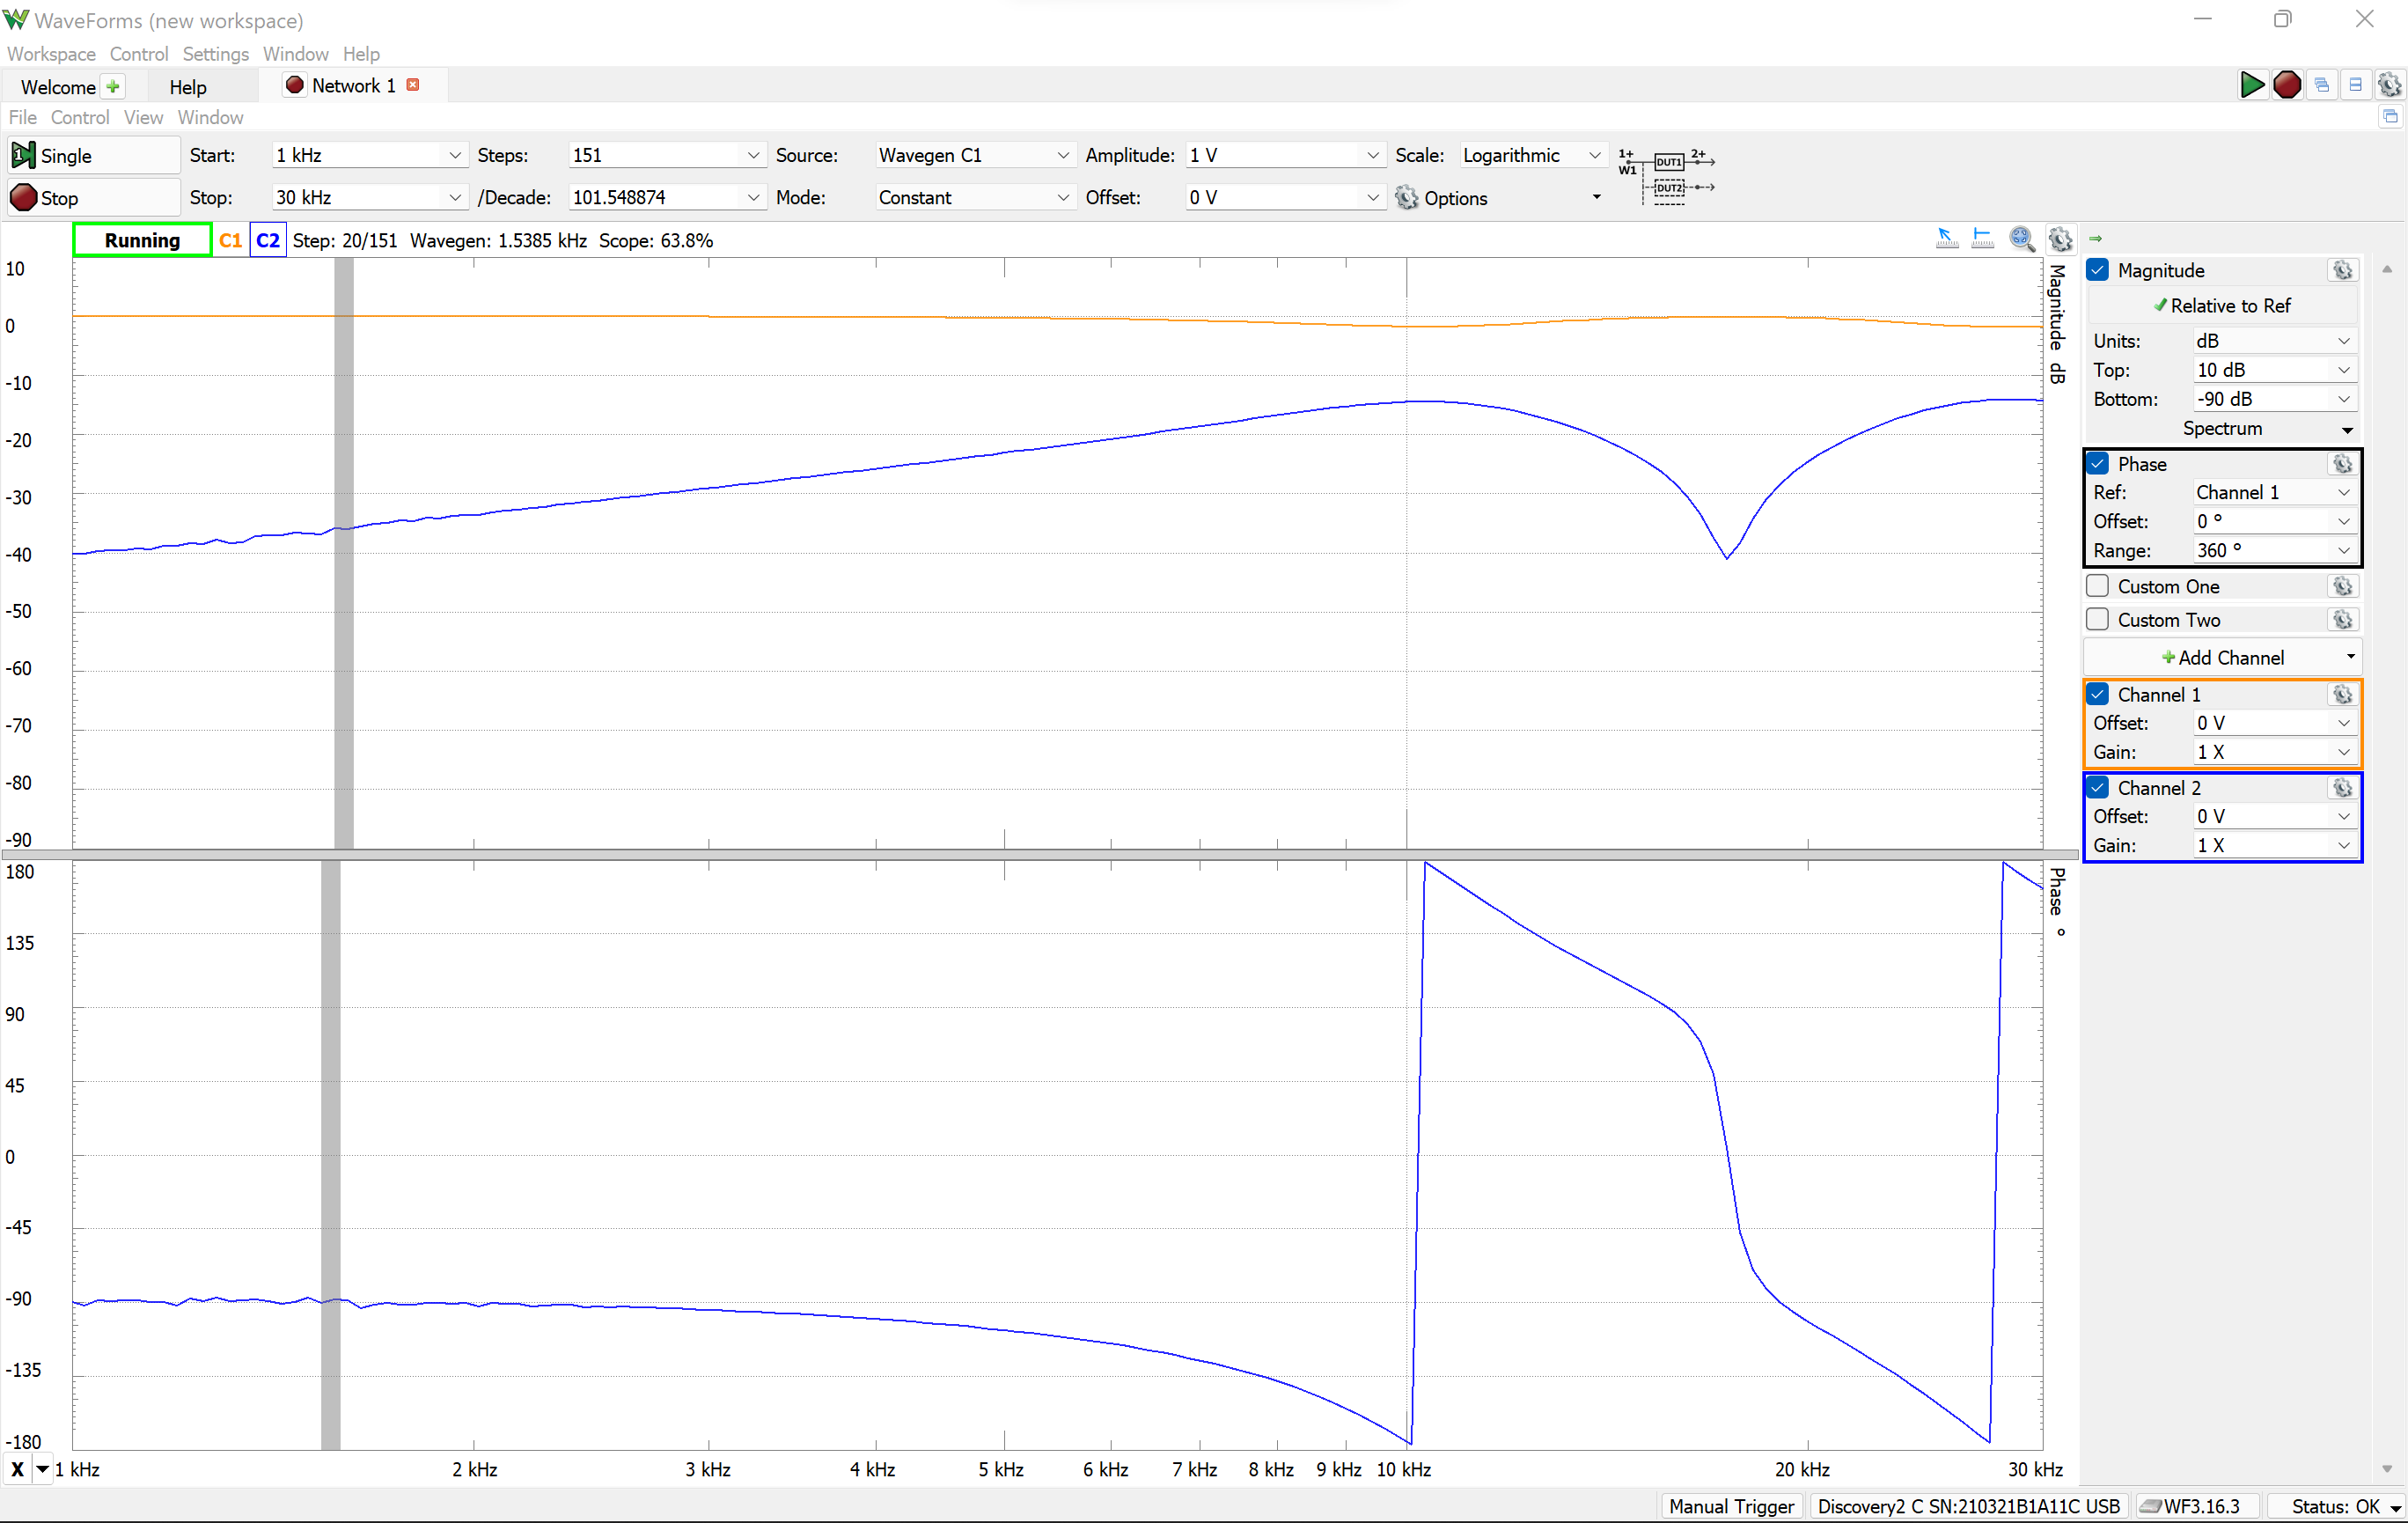 WaveForms (new workspace)
Workspace Control Settings Window Help
Welcome Help Network 1
File Control View Window
Single Start: 1 kHz Steps: 151 Source: Wavegen C1 Amplitude: 1 V Scale: Logarithmic 1+ W1 DUT1 2+
Stop Stop: 30 kHz /Decade: 101.548874 Mode: Constant Offset: 0 V Options DUT2
Running C1 C2 Step: 20/151 Wavegen: 1.5385 kHz Scope: 63.8%
10
0
-10
-20
-30
-40
-50
-60
-70
-80
-90
Magnitude dB
180
135
90
45
0
-45
-90
-135
-180
Phase °
X 1 kHz 2 kHz 3 kHz 4 kHz 5 kHz 6 kHz 7 kHz 8 kHz 9 kHz 10 kHz 20 kHz 30 kHz
Magnitude
Relative to Ref
Units: dB
Top: 10 dB
Bottom: -90 dB
Spectrum
Phase
Ref: Channel 1
Offset: 0 °
Range: 360 °
Custom One
Custom Two
Add Channel
Channel 1
Offset: 0 V
Gain: 1 X
Channel 2
Offset: 0 V
Gain: 1 X
Manual Trigger Discovery2 C SN:210321B1A11C USB WF3.16.3 Status: OK